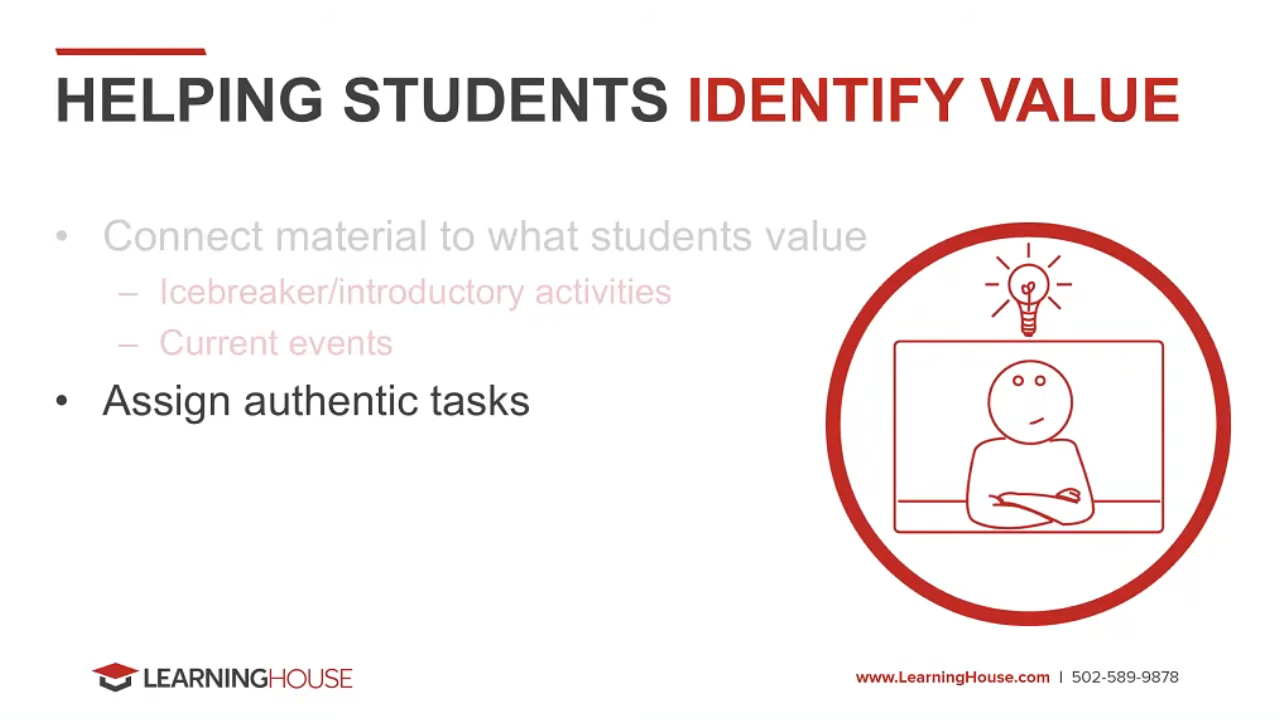 HELPING STUDENTS IDENTIFY VALUE
• Connect material to what students value
– Icebreaker/introductory activities
– Current events
• Assign authentic tasks
LEARNINGHOUSE
www.LearningHouse.com | 502-589-9878